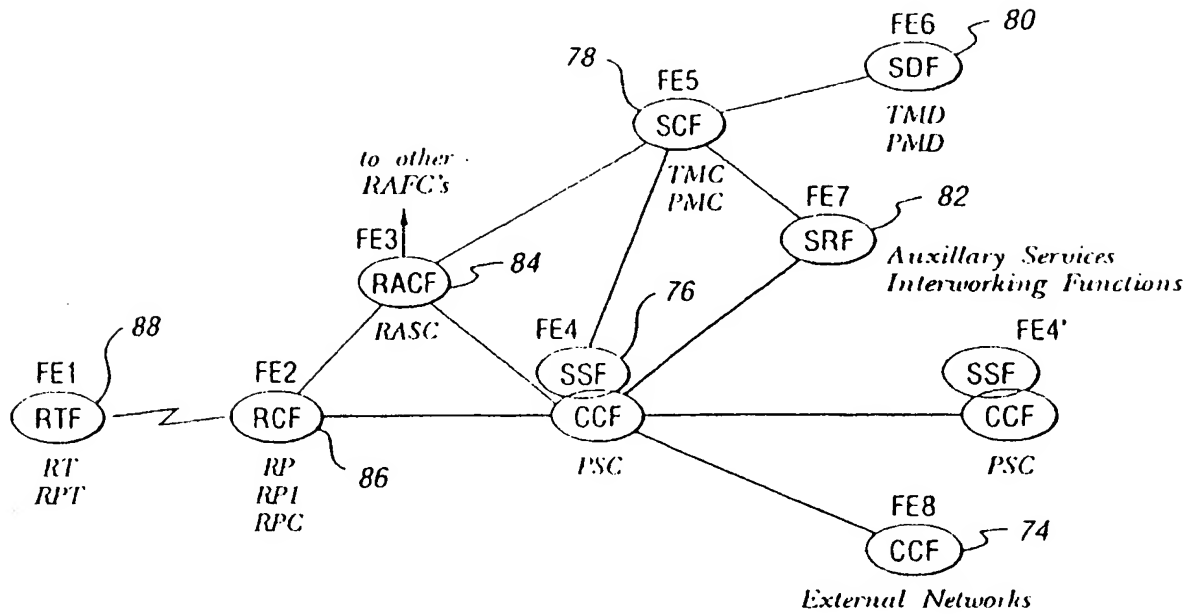 FE6
80
SDF
TMD
PMD
78
FE5
SCF
TMC
PMC
to other
RAFC's
FE3
RACF
84
RASC
FE7
82
SRF
Auxillary Services
Interworking Functions
76
FE4
SSF
CCF
PSC
FE4'
SSF
CCF
PSC
88
FE1
RTF
RT
RPT
FE2
RCF
86
RP
RPI
RPC
FE8
CCF
74
External Networks